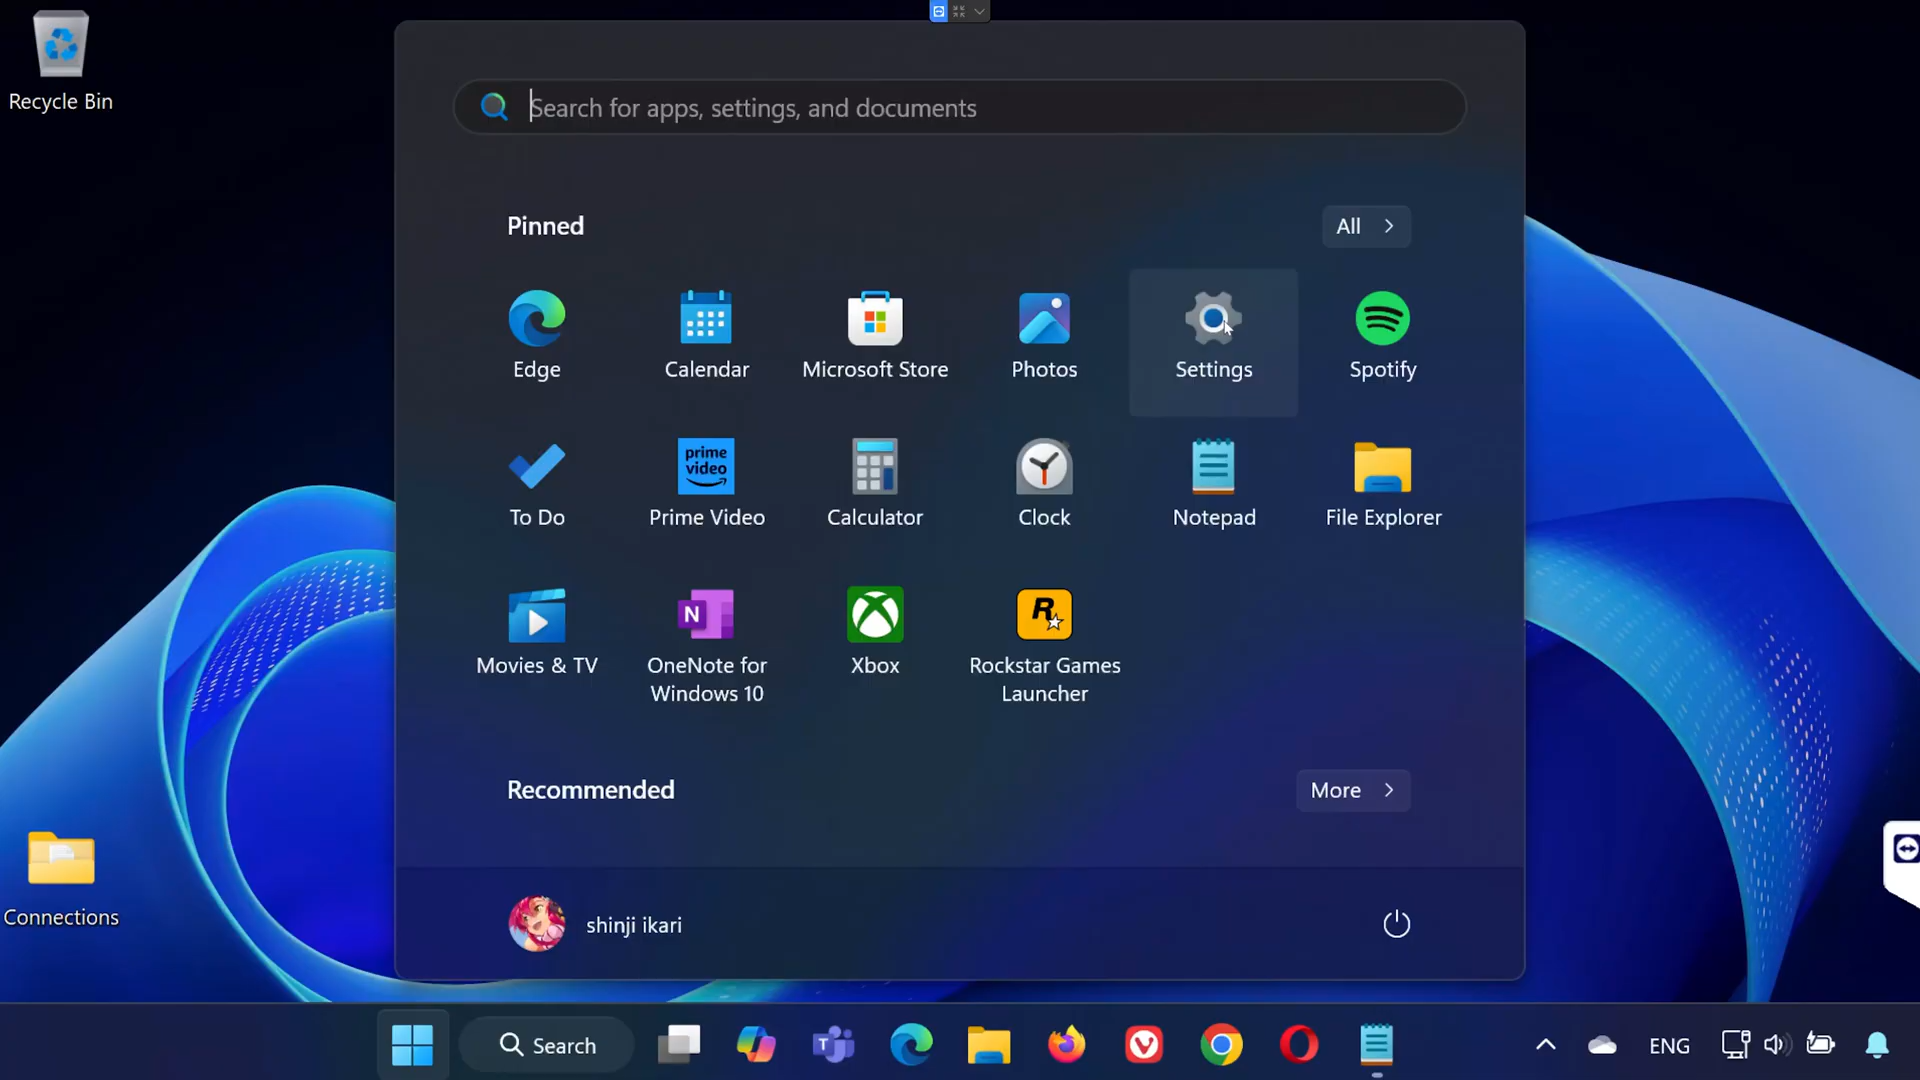 Recycle Bin
Search for apps, settings, and documents
Pinned
All
Edge
Calendar
Microsoft Store
Photos
Settings
Spotify
To Do
prime
video
Prime Video
Calculator
Clock
Notepad
File Explorer
Movies & TV
N
OneNote for
Windows 10
Xbox
R
Rockstar Games
Launcher
Recommended
More
Connections
shinji ikari
Search
T
ENG